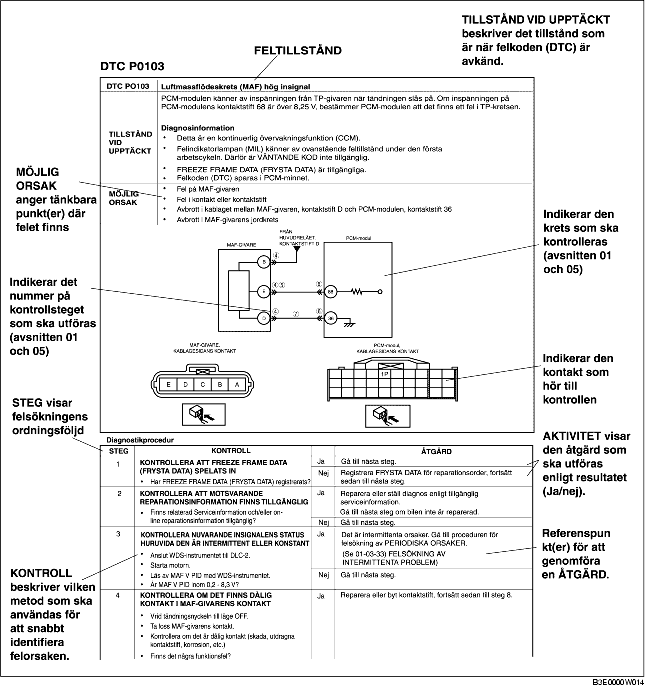 TILLSTÅND VID UPPTÄCKT
beskriver det tillstånd som
är när felkoden (DTC) är
avkänd.
FELTILLSTÅND
DTC P0103
DTC PO103
Luftmassflödeskrets (MAF) hög insignal
TILLSTÅND
VID
UPPTÄCKT
PCM-modulen känner av inspänningen från TP-givaren när tändningen slås på. Om inspänningen på
PCM-modulens kontaktstift 68 är över 8,25 V, bestämmer PCM-modulen att det finns ett fel i TP-kretsen.
Diagnosinformation
• Detta är en kontinuerlig övervakningsfunktion (CCM).
• Felindikatorlampan (MIL) känner av ovanstående feltillstånd under den första
arbetscykeln. Därför är VÄNTANDE KOD inte tillgänglig.
• FREEZE FRAME DATA (FRYSTA DATA) är tillgängliga.
• Felkoden (DTC) sparas i PCM-minnet.
MÖJLIG
ORSAK
• Fel på MAF-givaren
• Fel i kontakt eller kontaktstift
• Avbrott i kablaget mellan MAF-givaren, kontaktstift D och PCM-modulen, kontaktstift 36
• Avbrott i MAF-givarens jordkrets
MÖJLIG
ORSAK
anger tänkbara
punkt(er) där
felet finns
Indikerar det
nummer på
kontrollsteget
som ska utföras
(avsnitten 01
och 05)
Indikerar den
krets som ska
kontrolleras
(avsnitten 01
och 05)
FRÅN
HUVUDRELÄET,
KONTAKTSTIFT D
MAF-GIVARE
PCM-modul
B
④
E
④ ③
⑧
88
D
④
⑦
⑧
36
MAF-GIVARE,
KABLAGESIDANS KONTAKT
E D C B A
PCM-modul,
KABLAGESIDANS KONTAKT
Indikerar den
kontakt som
hör till
kontrollen
STEG visar
felsökningens
ordningsföljd
Diagnostikprocedur
STEG KONTROLL ÅTGÄRD
1 KONTROLLERA ATT FREEZE FRAME DATA
(FRYSTA DATA) SPELATS IN
• Har FREEZE FRAME DATA (FRYSTA DATA) registrerats?
Ja Gå till nästa steg.
Nej Registrera FRYSTA DATA för reparationsorder, fortsätt
sedan till nästa steg.
2 KONTROLLERA ATT MOTSVARANDE
REPARATIONSINFORMATION FINNS TILLGÄNGLIG
• Finns relaterad Serviceinformation och/eller on-
line reparationsinformation tillgänglig?
Ja Reparera eller ställ diagnos enligt tillgänglig
serviceinformation.
Gå till nästa steg om bilen inte är reparerad.
Nej Gå till nästa steg.
3 KONTROLLERA NUVARANDE INSIGNALENS STATUS
HURUVIDA DEN ÄR INTERMITTENT ELLER KONSTANT
• Anslut WDS-instrumentet till DLC-2.
• Starta motorn.
• Läs av MAF V PID med WDS-instrumentet.
• Är MAF V PID inom 0,2 - 8,3 V?
Ja Det är intermittenta orsaker. Gå till proceduren för
felsökning av PERIODISKA ORSAKER.
(Se 01-03-33) FELSÖKNING AV
INTERMITTENTA PROBLEM)
Nej Gå till nästa steg.
4 KONTROLLERA OM DET FINNS DÅLIG
KONTAKT I MAF-GIVARENS KONTAKT
• Vrid tändningsnyckeln till läge OFF.
• Ta loss MAF-givarens kontakt.
• Kontrollera om det är dålig kontakt (skada, utdragna
kontaktstift, korrosion, etc.)
• Finns det några funktionsfel?
Ja Reparera eller byt kontaktstift, fortsätt sedan till steg 8.
AKTIVITET visar
den åtgärd som
ska utföras
enligt resultatet
(Ja/nej).
Referenspun
kt(er) för att
genomföra
en ÅTGÄRD.
KONTROLL
beskriver vilken
metod som ska
användas för
att snabbt
identifiera
felorsaken.
B3E0000W014